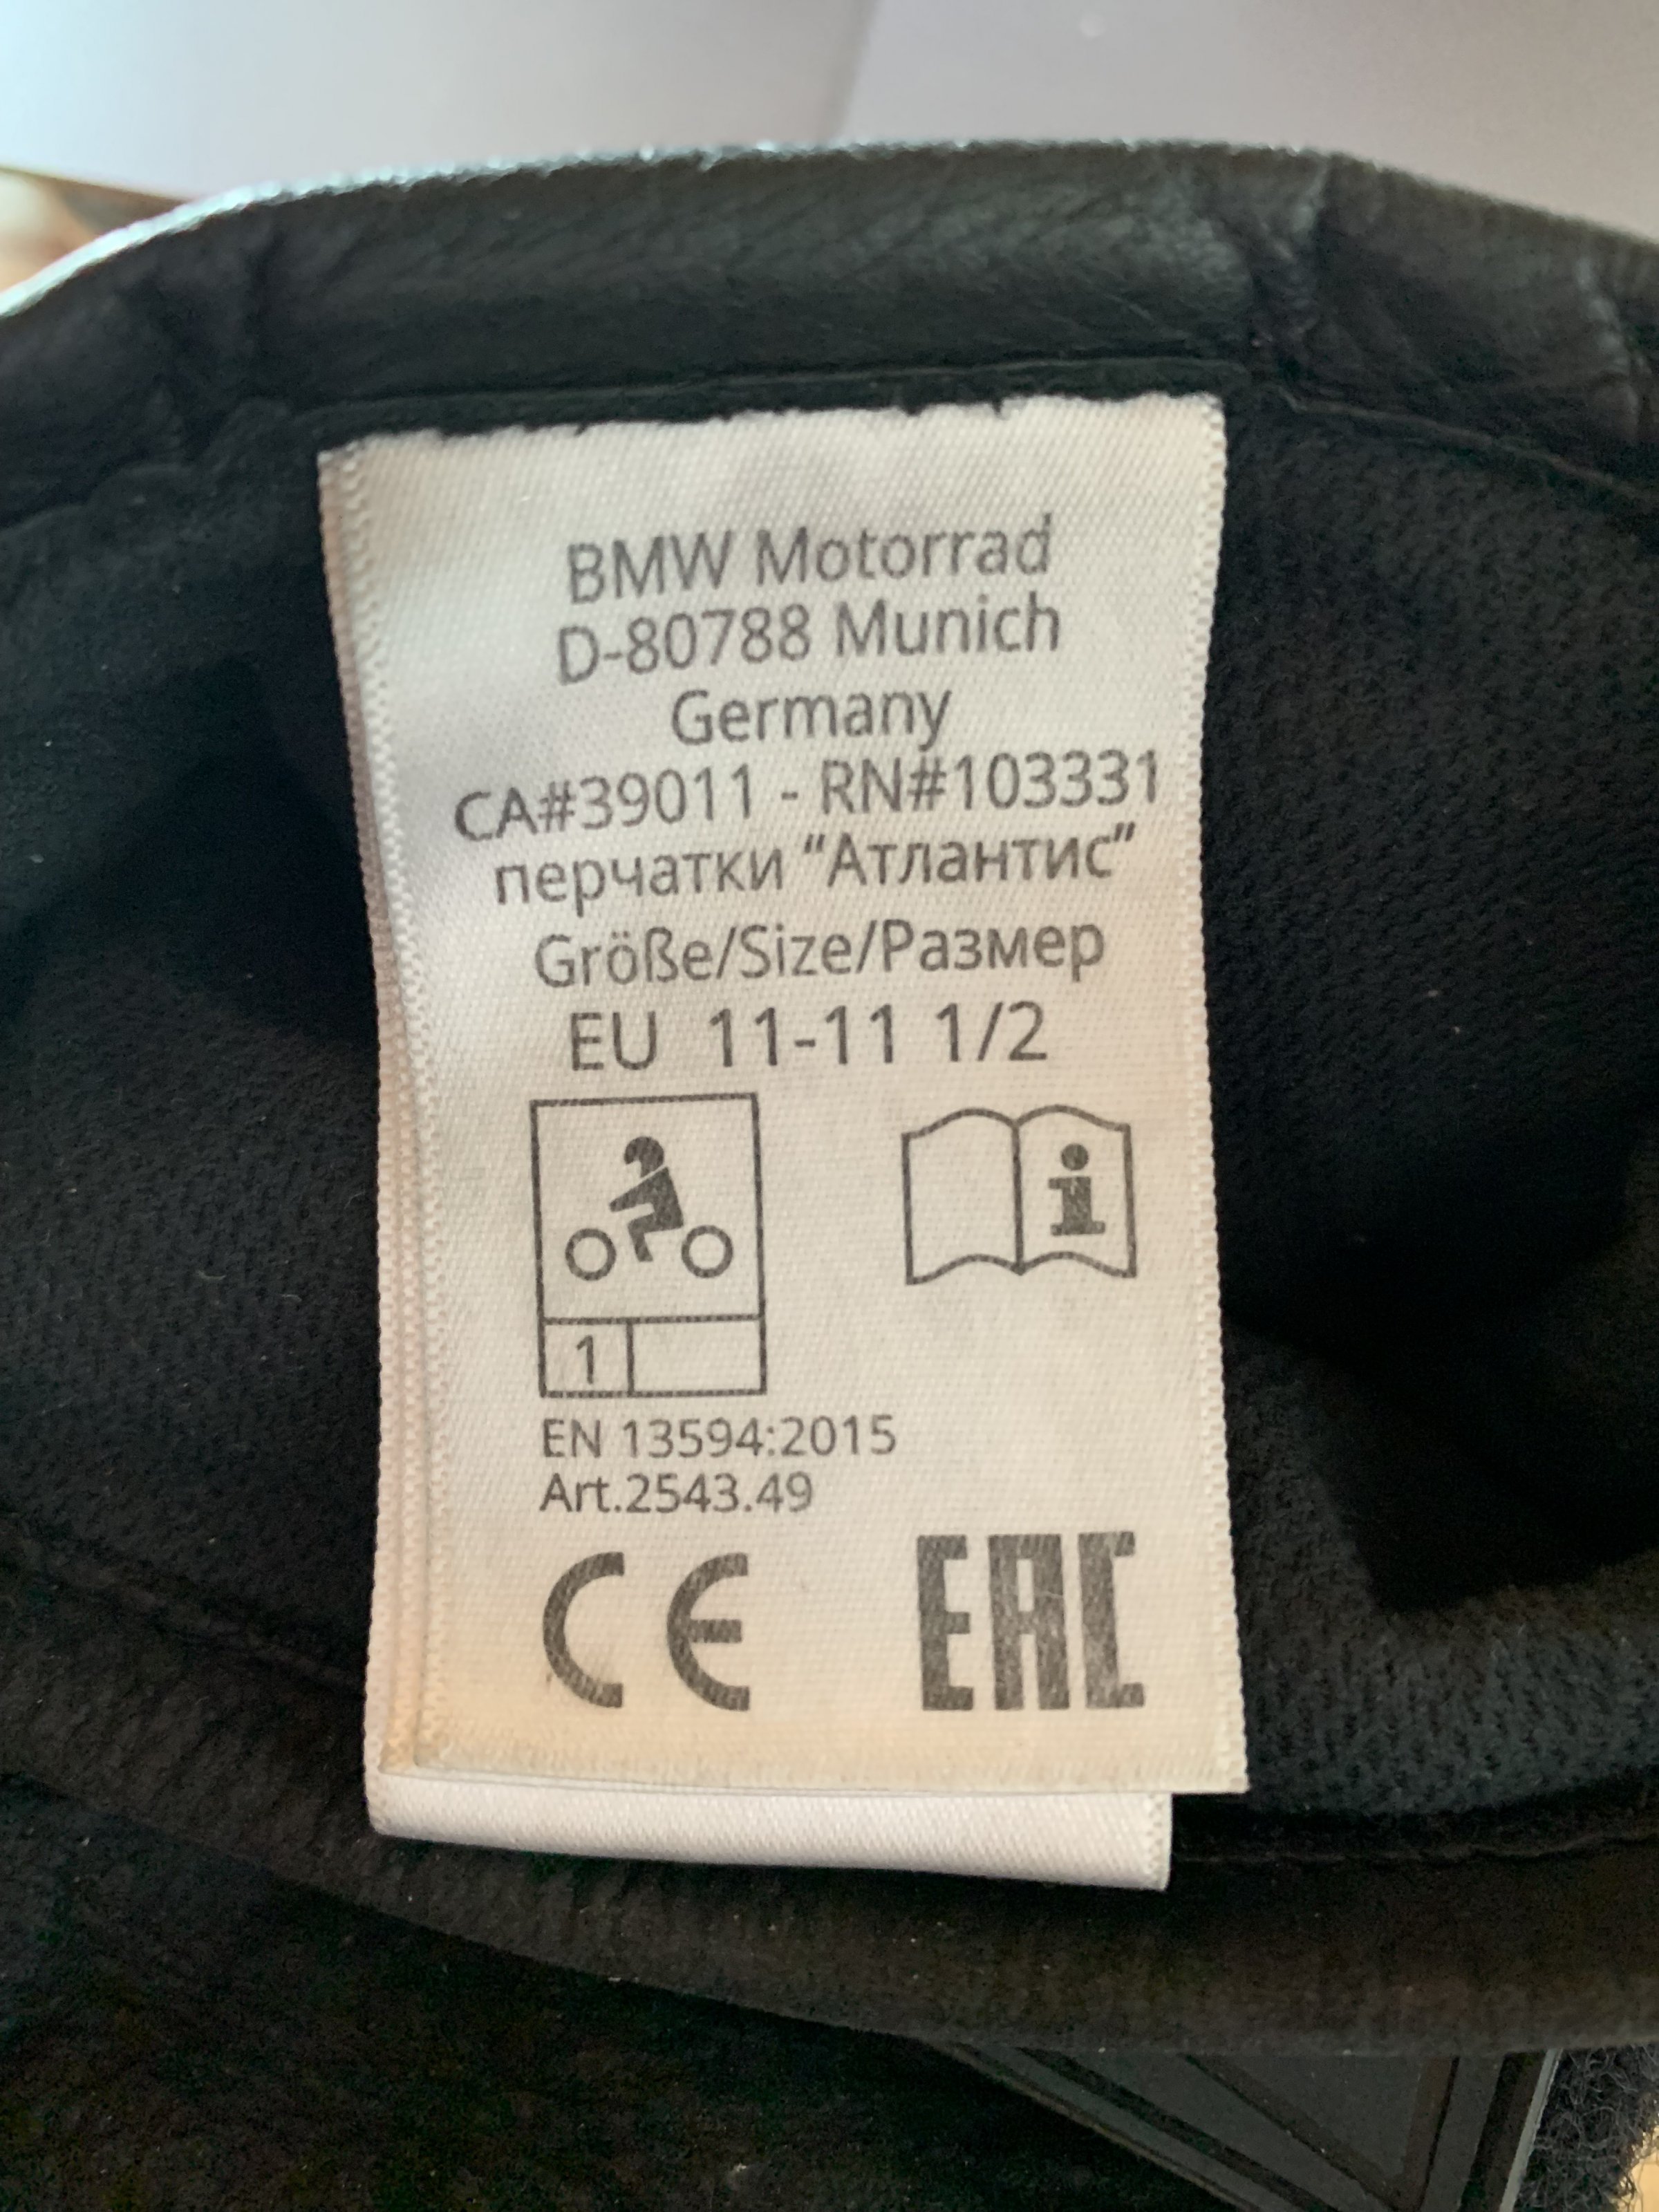 BMW Motorrad
D-80788 Munich
Germany
CA#39011 - RN#103331
перчатки “Атлантис”
Größe/Size/Размер
EU 11-11 1/2
i
1
EN 13594:2015
Art.2543.49
CE EAC